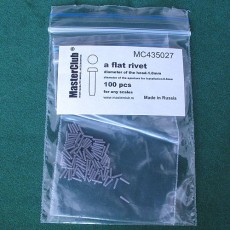 MC435027
MasterClub®
a flat rivet
diameter of the head-1.0mm
100 pcs
for any scales
Made in Russia